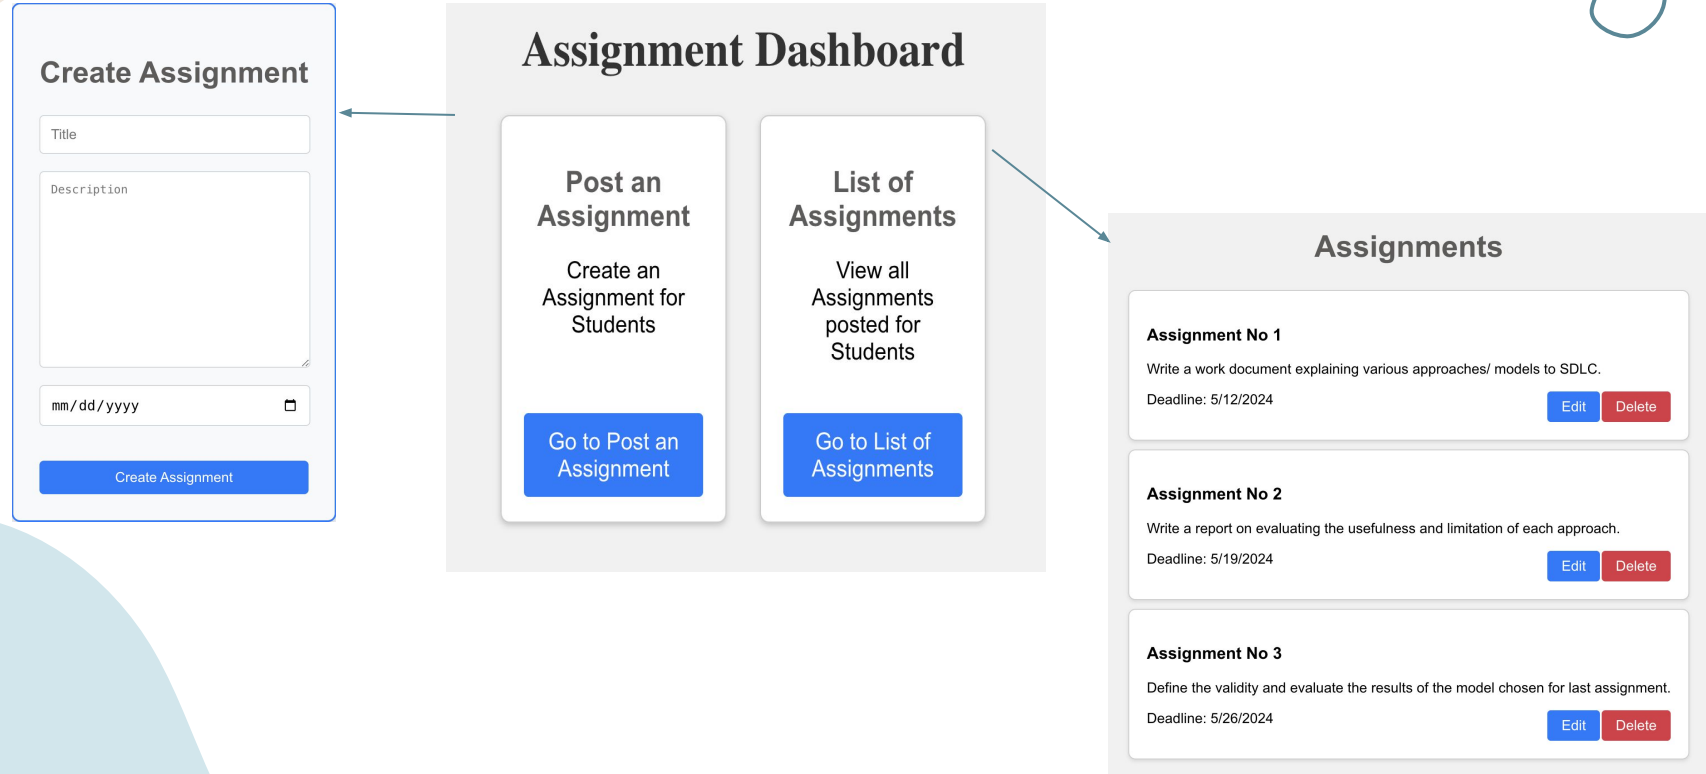 Create Assignment
Title
Description
mm/dd/yyyy
Create Assignment
Assignment Dashboard
Post an
Assignment
Create an
Assignment for
Students
Go to Post an
Assignment
List of
Assignments
View all
Assignments
posted for
Students
Go to List of
Assignments
Assignments
Assignment No 1
Write a work document explaining various approaches/ models to SDLC.
Deadline: 5/12/2024
Edit Delete
Assignment No 2
Write a report on evaluating the usefulness and limitation of each approach.
Deadline: 5/19/2024
Edit Delete
Assignment No 3
Define the validity and evaluate the results of the model chosen for last assignment.
Deadline: 5/26/2024
Edit Delete